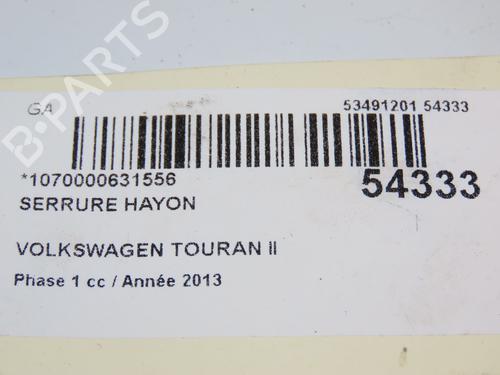 GA
53491201 54333
*1070000631556
54333
SERRURE HAYON
VOLKSWAGEN TOURAN II
Phase 1 cc / Année 2013
B-PARTS